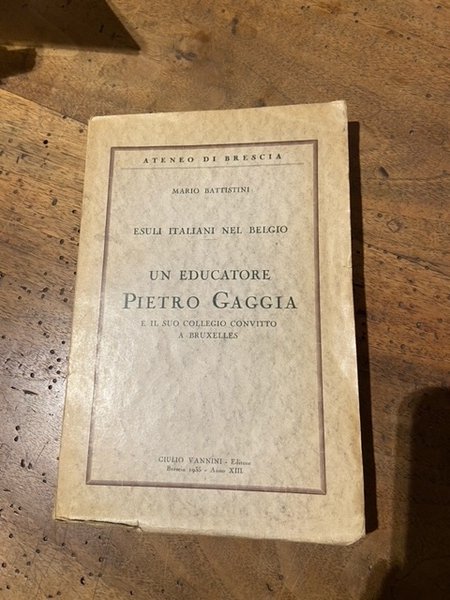 ATENEO DI BRESCIA
MARIO BATTISTINI
ESULI ITALIANI NEL BELGIO
UN EDUCATORE
PIETRO GAGGIA
E IL SUO COLLEGIO CONVITTO
A BRUXELLES
GIULIO VANNINI - Editore
Brescia 1935 - Anno XIII